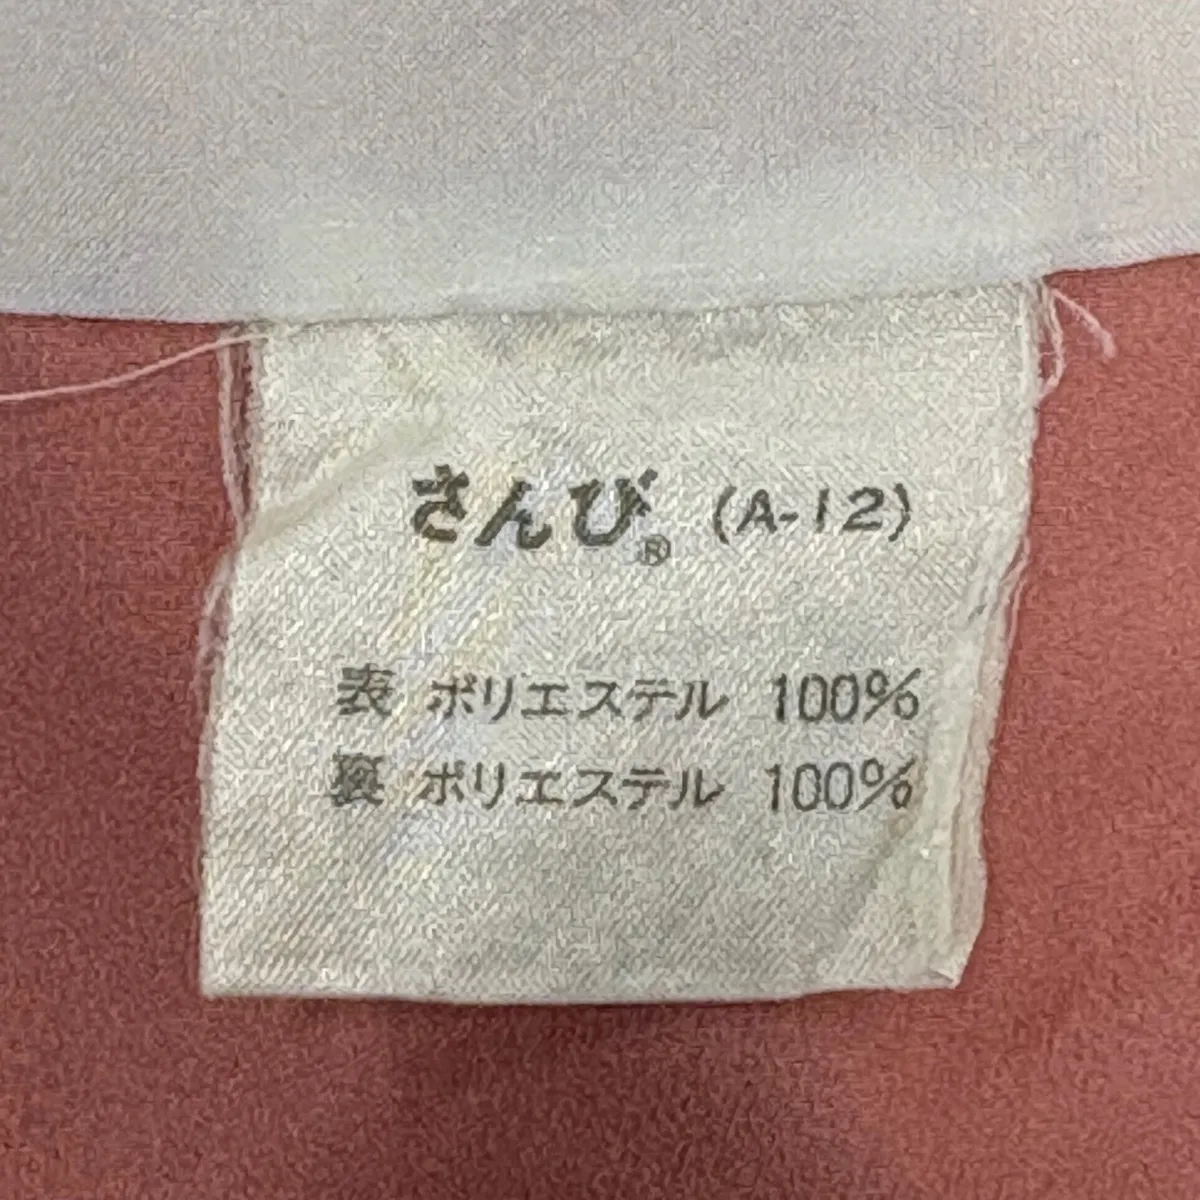 さんび® (A-12)
表 ポリエステル 100%
裏 ポリエステル 100%